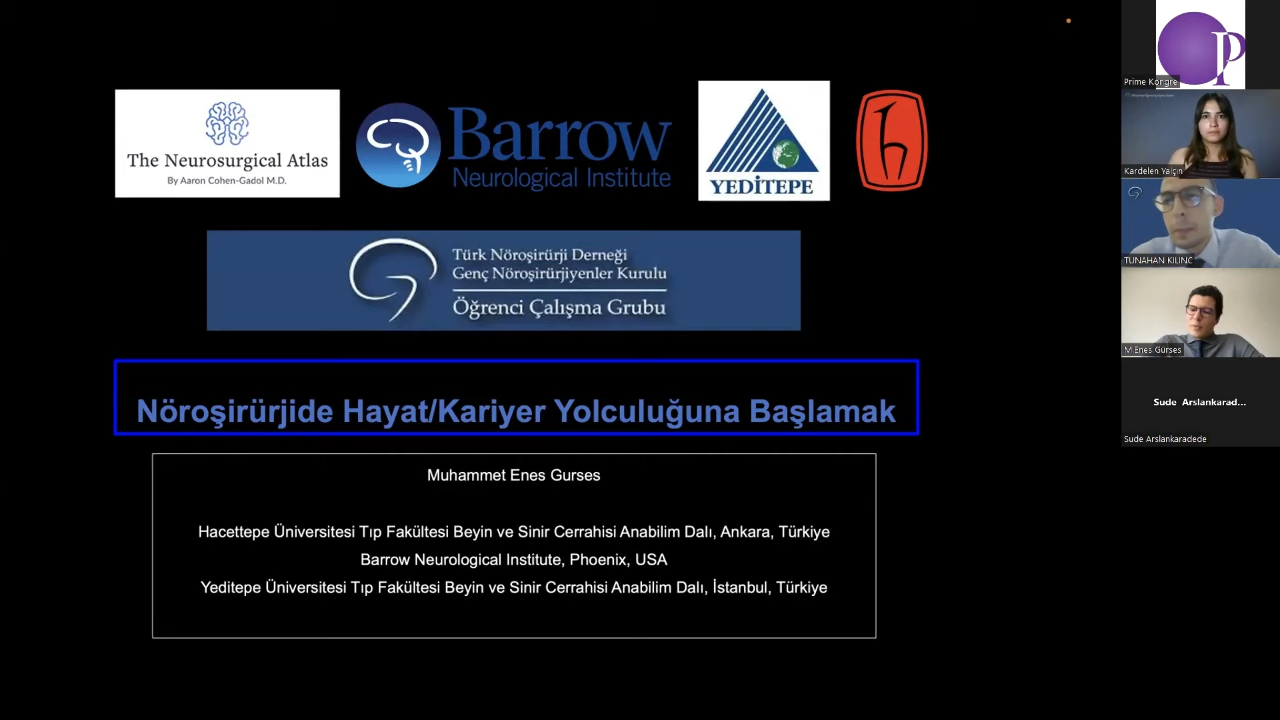 The Neurosurgical Atlas
By Aaron Cohen-Gadol M.D.
Barrow
Neurological Institute
YEDİTEPE
Türk Nöroşirürji Derneği
Genç Nöroşirürjiyenler Kurulu
Öğrenci Çalışma Grubu
Nöroşirürjide Hayat/Kariyer Yolculuğuna Başlamak
Muhammet Enes Gurses
Hacettepe Üniversitesi Tıp Fakültesi Beyin ve Sinir Cerrahisi Anabilim Dalı, Ankara, Türkiye
Barrow Neurological Institute, Phoenix, USA
Yeditepe Üniversitesi Tıp Fakültesi Beyin ve Sinir Cerrahisi Anabilim Dalı, İstanbul, Türkiye
P
Prime Kongre
Kardelen Yalçın
TUNAHAN KILINC
M.Enes Gürses
Sude Arslankarad...
Sude Arslankaradede